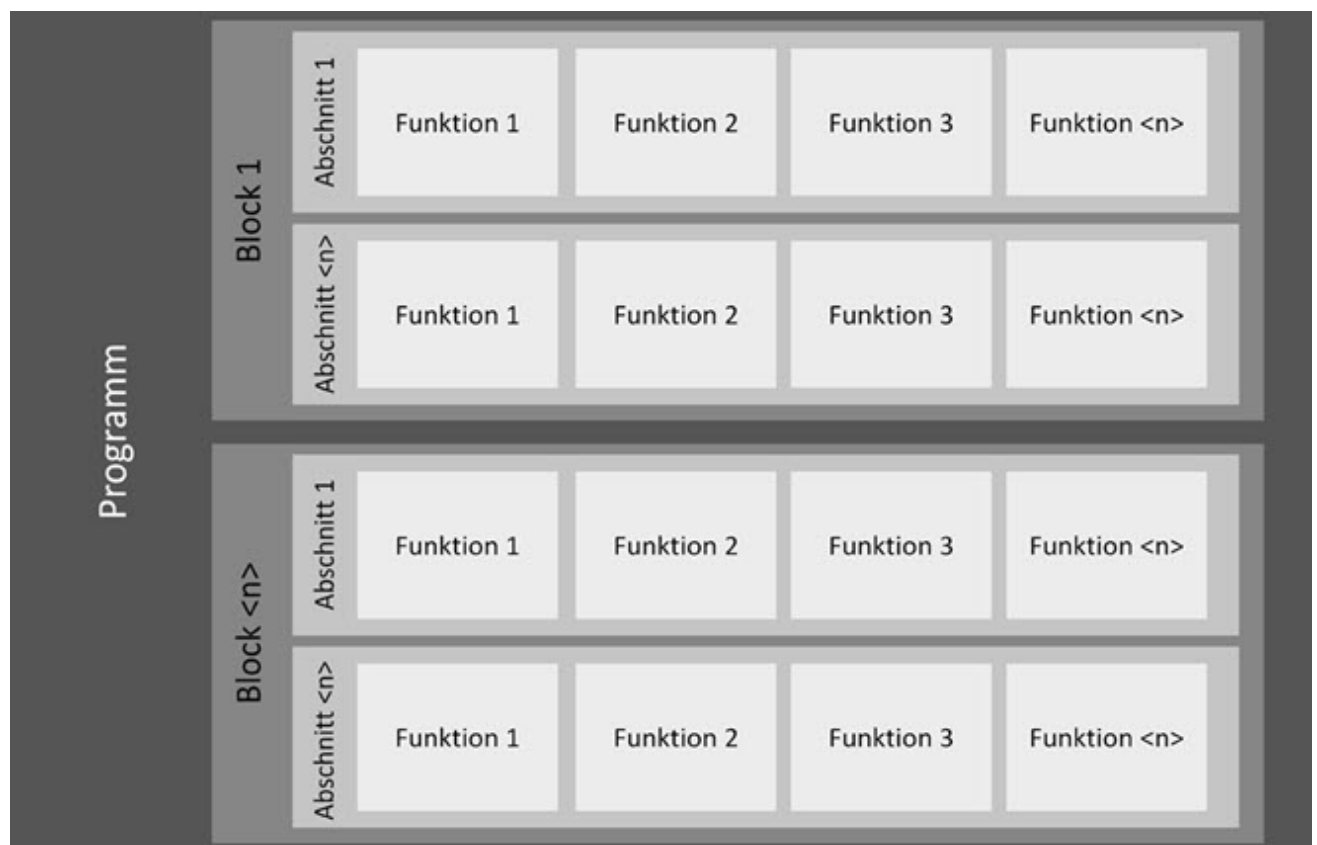 Programm
Block 1
Abschnitt 1
Funktion 1
Funktion 2
Funktion 3
Funktion <n>
Abschnitt <n>
Funktion 1
Funktion 2
Funktion 3
Funktion <n>
Block <n>
Abschnitt 1
Funktion 1
Funktion 2
Funktion 3
Funktion <n>
Abschnitt <n>
Funktion 1
Funktion 2
Funktion 3
Funktion <n>